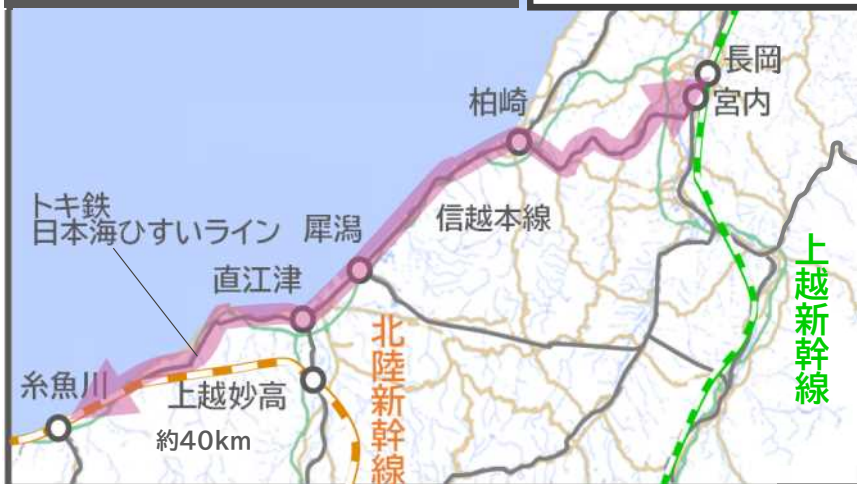 長岡
宮内
柏崎
トキ鉄
日本海ひすいライン
犀潟
信越本線
直江津
上越新幹線
北陸新幹線
糸魚川
上越妙高
約40km